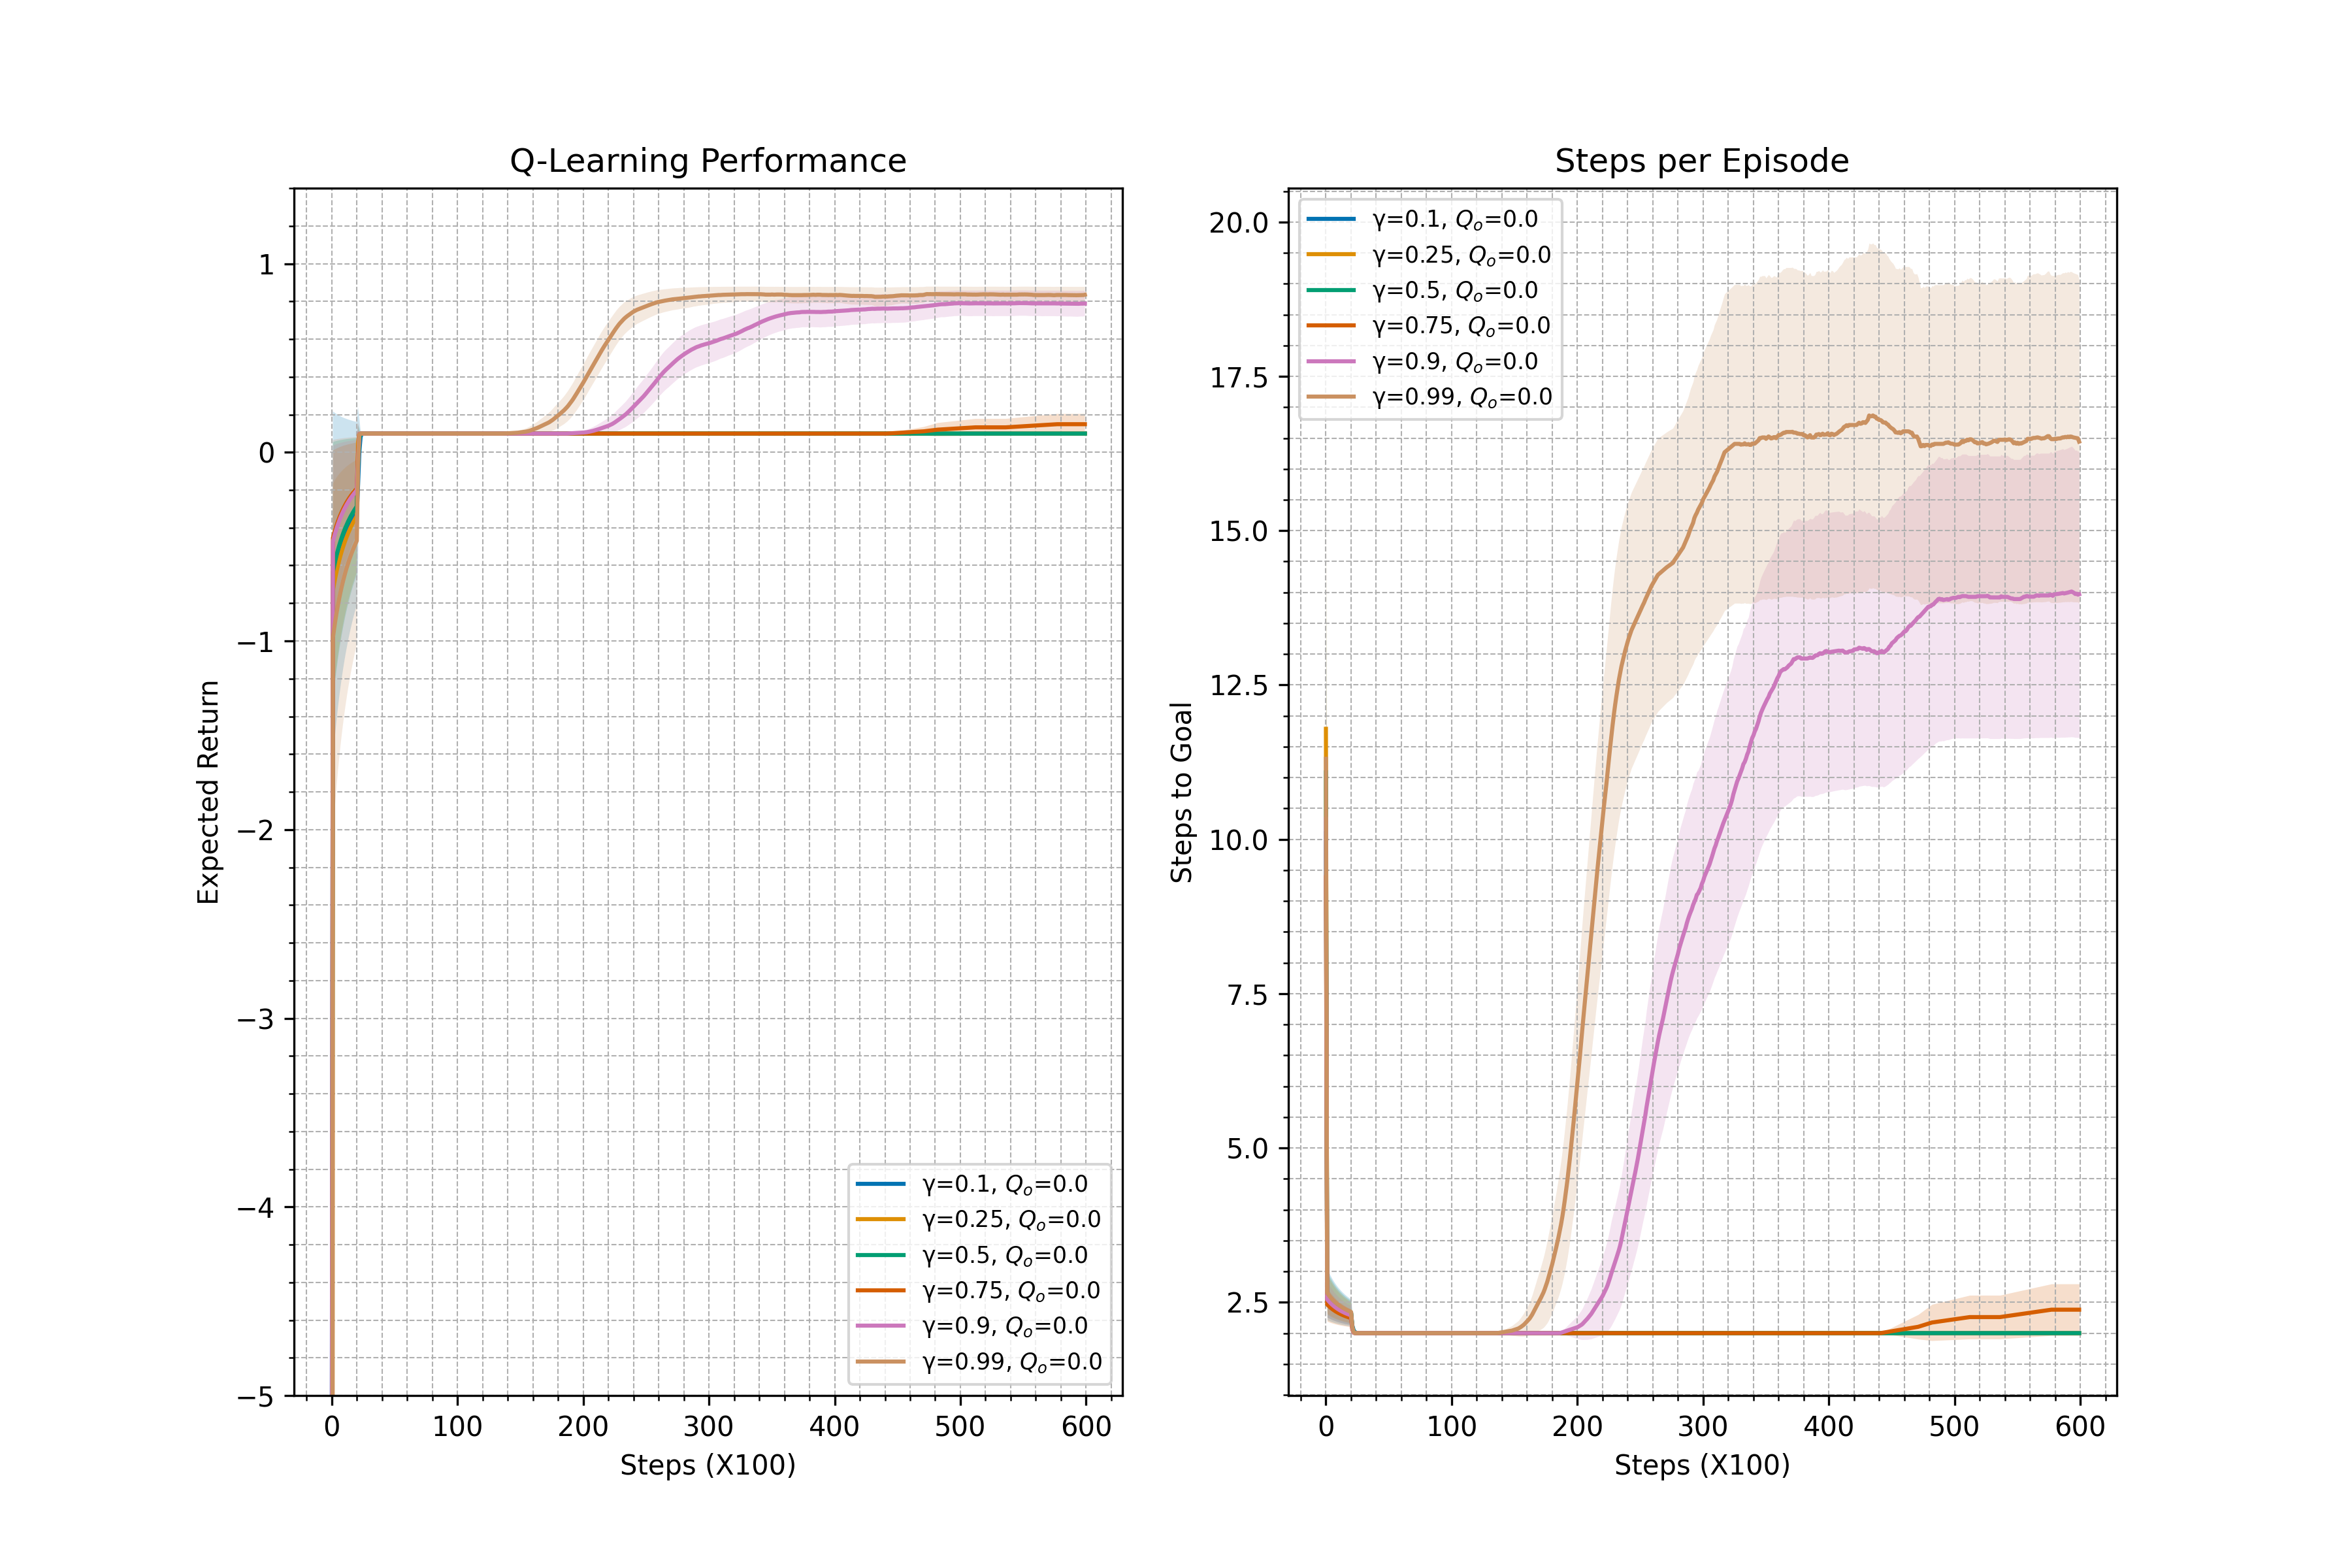 Q-Learning Performance
Expected Return
1
0
−1
−2
−3
−4
−5
0 100 200 300 400 500 600
Steps (X100)
γ=0.1, Qₒ=0.0
γ=0.25, Qₒ=0.0
γ=0.5, Qₒ=0.0
γ=0.75, Qₒ=0.0
γ=0.9, Qₒ=0.0
γ=0.99, Qₒ=0.0
Steps per Episode
Steps to Goal
20.0
17.5
15.0
12.5
10.0
7.5
5.0
2.5
0 100 200 300 400 500 600
Steps (X100)
γ=0.1, Qₒ=0.0
γ=0.25, Qₒ=0.0
γ=0.5, Qₒ=0.0
γ=0.75, Qₒ=0.0
γ=0.9, Qₒ=0.0
γ=0.99, Qₒ=0.0